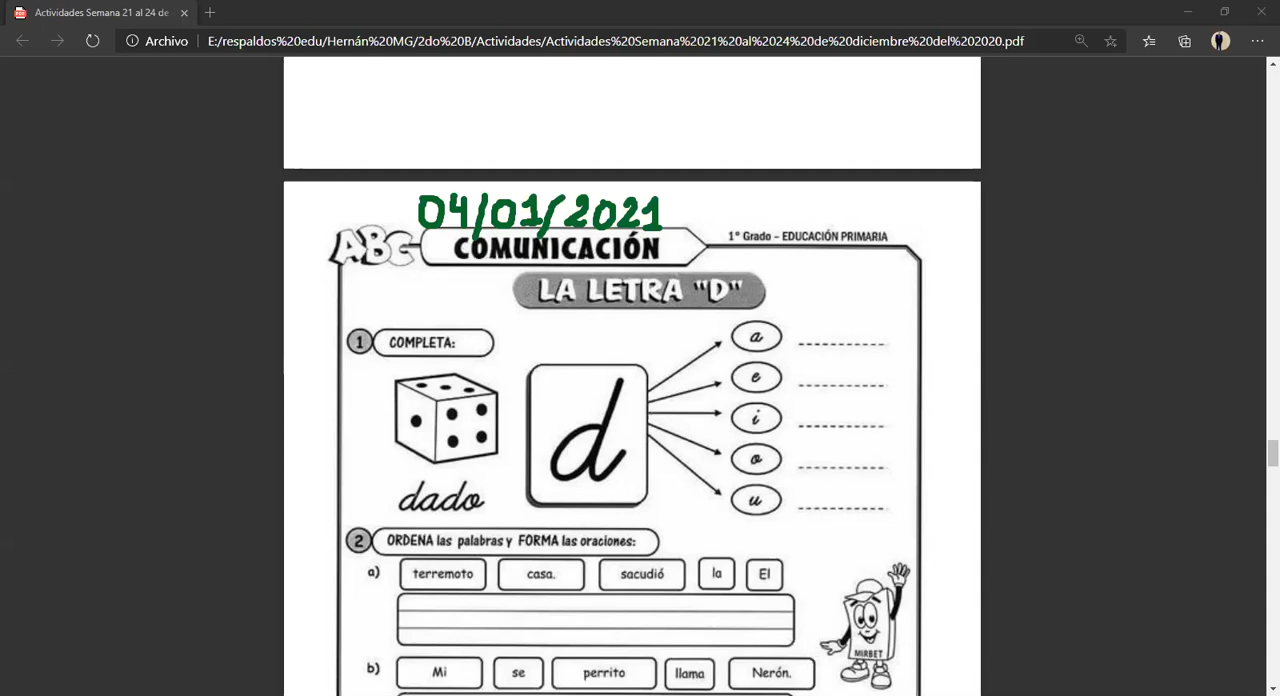 Actividades Semana 21 al 24 de
Archivo
E:/respaldos%20edu/Hernán%20MG/2do%20B/Actividades/Actividades%20Semana%2021%20al%2024%20de%20diciembre%20del%202020.pdf
04/01/2021
ABC
COMUNICACIÓN
1° Grado – EDUCACIÓN PRIMARIA
LA LETRA "D"
1 COMPLETA:
d
a
e
i
o
u
dado
2 ORDENA las palabras y FORMA las oraciones:
a) terremoto casa. sacudió la El
MIRBET
b) Mi se perrito llama Nerón.